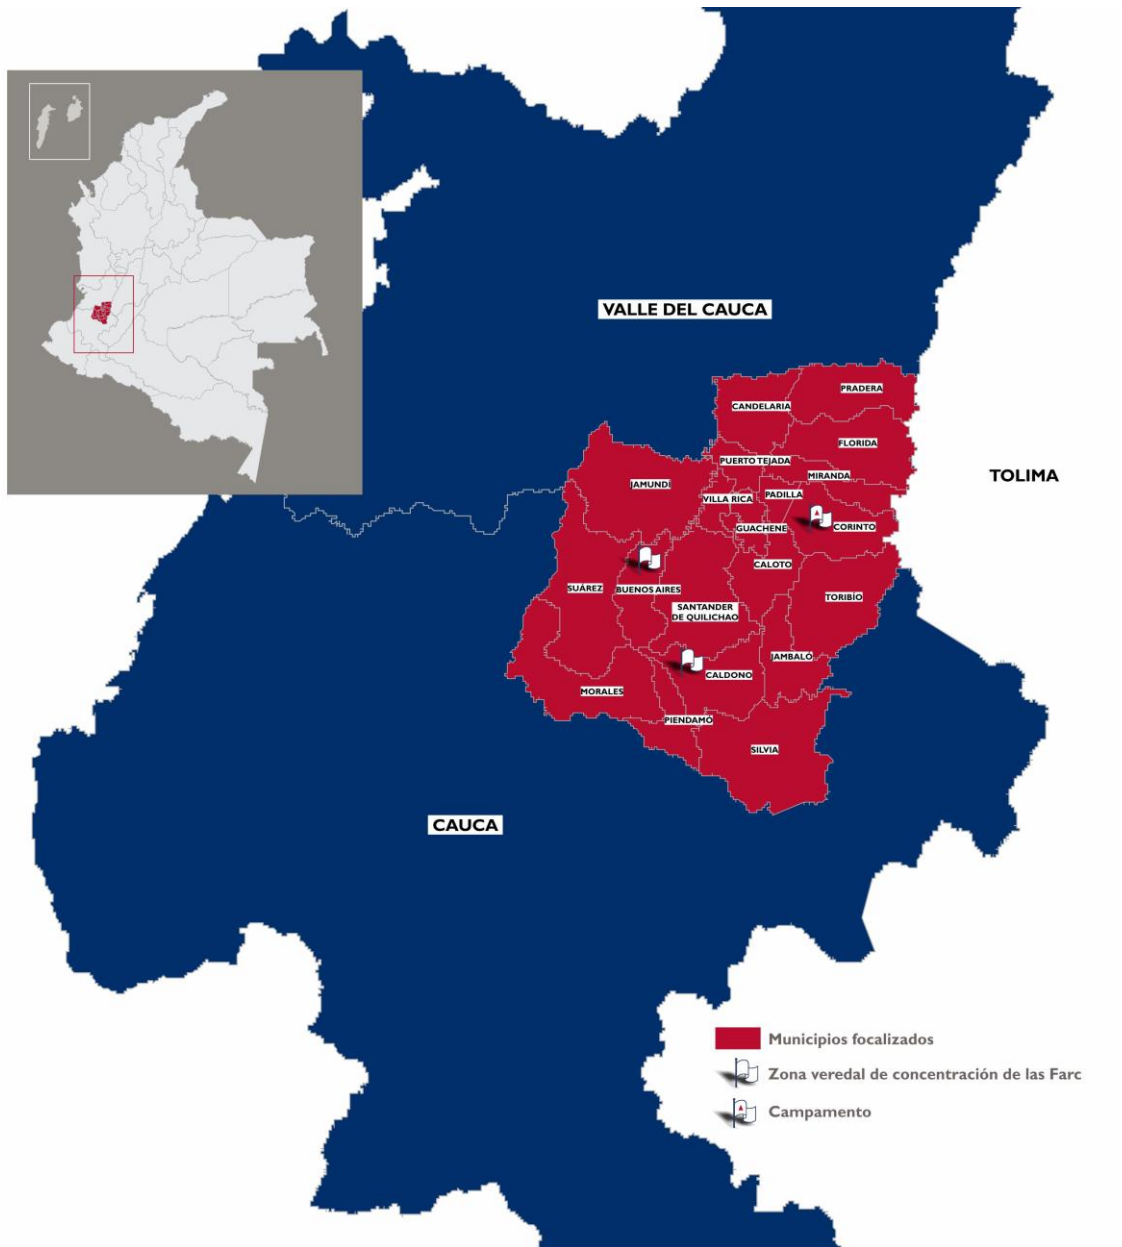 VALLE DEL CAUCA
PRADERA
CANDELARIA
FLORIDA
PUERTO TEJADA
TOLIMA
MIRANDA
JAMUNDI
PADILLA
VILLA RICA
CORINTO
GUACHENE
CALOTO
SUÁREZ
BUENOS AIRES
TORIBÍO
SANTANDER
DE QUILICHAO
JAMBALÓ
CALDONO
MORALES
PIENDAMÓ
SILVIA
CAUCA
Municipios focalizados
Zona veredal de concentración de las Farc
Campamento